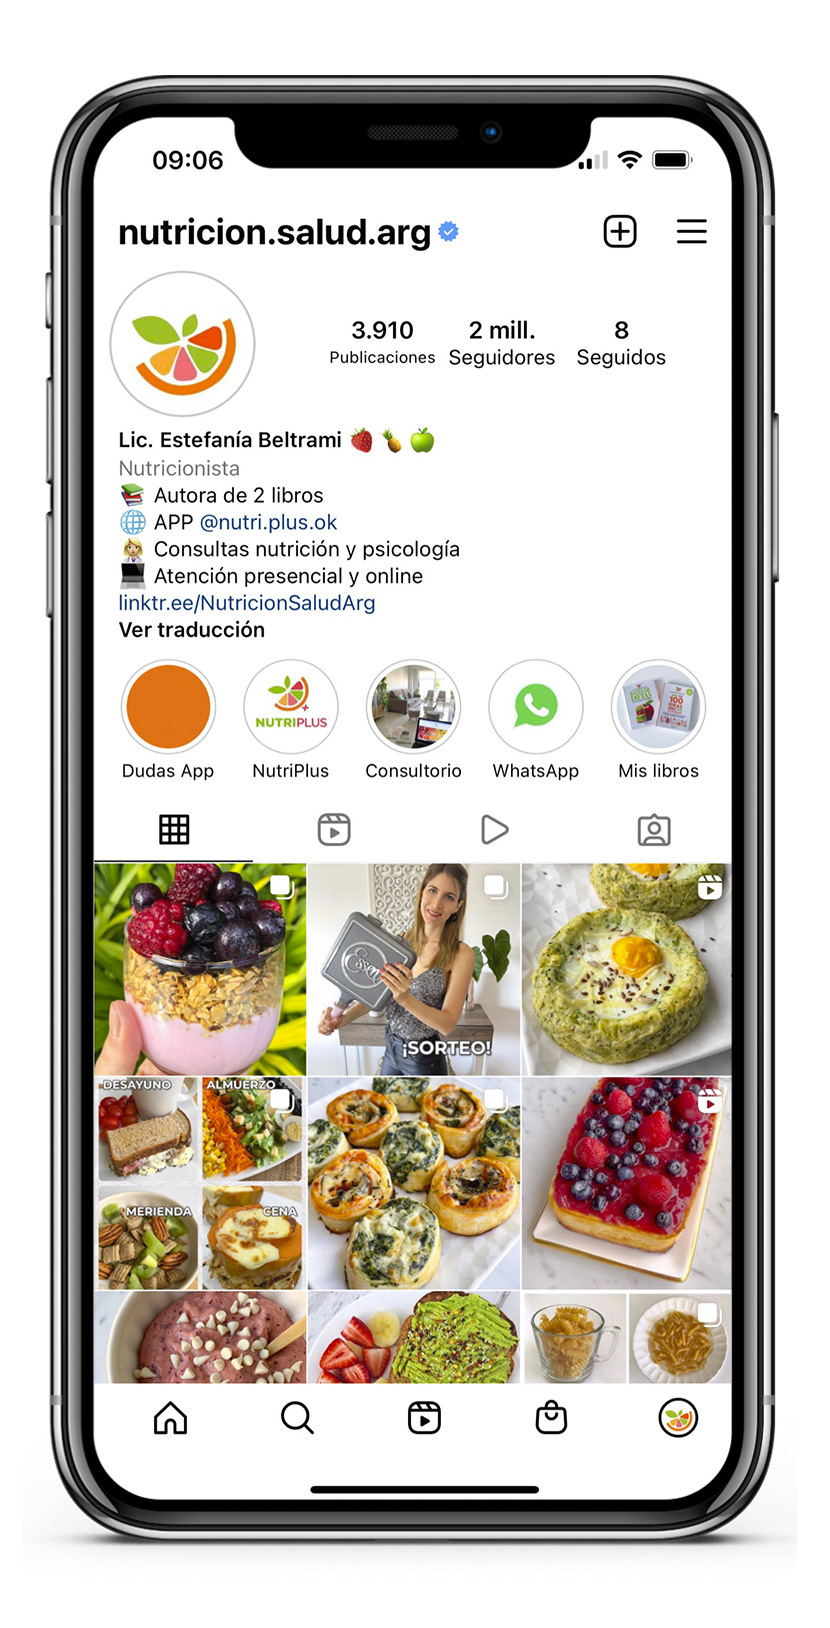 09:06
nutricion.salud.arg
3.910
2 mill.
8
Publicaciones
Seguidores
Seguidos
Lic. Estefanía Beltrami
Nutricionista
Autora de 2 libros
APP @nutri.plus.ok
Consultas nutrición y psicología
Atención presencial y online
linktr.ee/NutricionSaludArg
Ver traducción
NUTRIPLUS
100
Dudas App
NutriPlus
Consultorio
WhatsApp
Mis libros
¡SORTEO!
DESAYUNO
ALMUERZO
MERIENDA
CENA